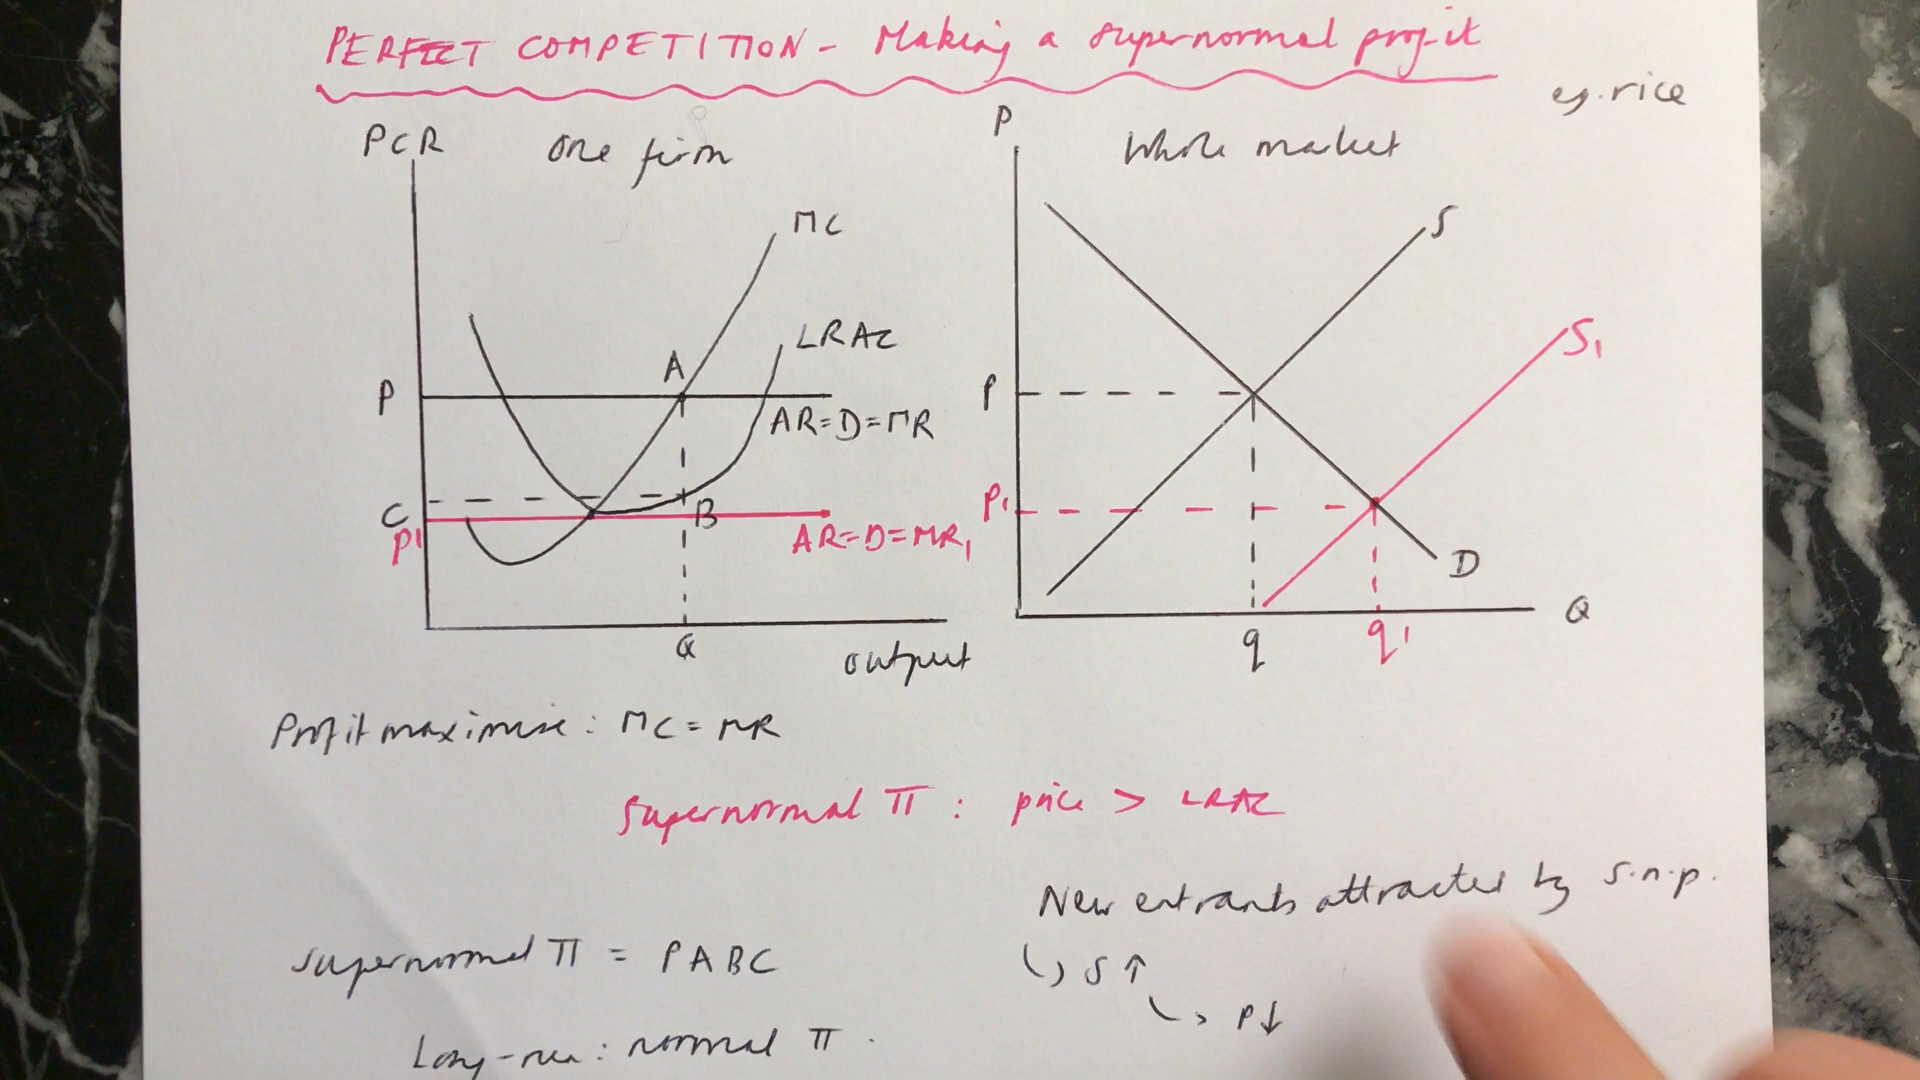 PERFECT COMPETITION - Making a supernormal profit
eg. rice
PCR
One firm
P
Whole market
MC
S
LRAC
S1
A
P
AR=D=MR
P
C
B
P1
P1
AR=D=MR1
D
Q
Q
output
q
q1
Profit maximise: MC = MR
Supernormal π : price > LRAC
New entrants attracted by s.n.p.
supernormal π = PABC
↳ S↑
↳ P↓
Long-run: normal π.